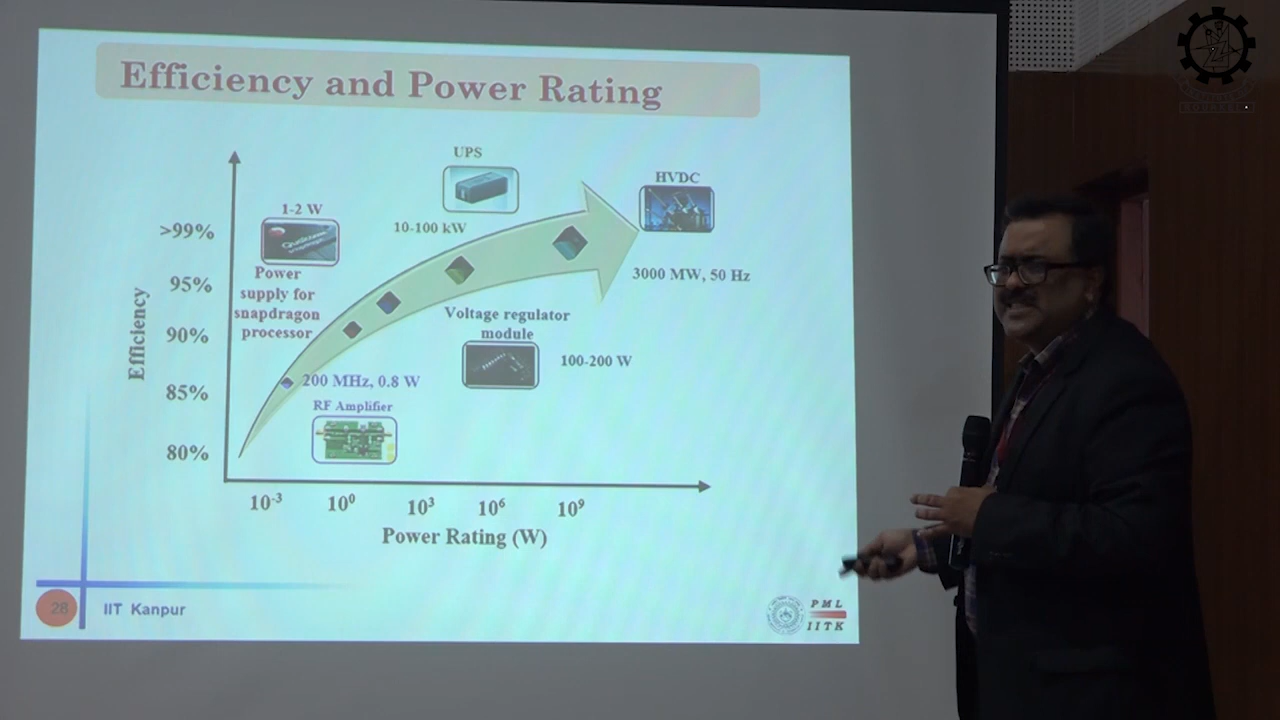 Efficiency and Power Rating
UPS
HVDC
1-2 W
10-100 kW
>99%
Power
supply for
snapdragon
processor
3000 MW, 50 Hz
95%
Voltage regulator
module
90%
100-200 W
Efficiency
200 MHz, 0.8 W
85%
RF Amplifier
80%
10⁻³ 10⁰ 10³ 10⁶ 10⁹
Power Rating (W)
28
IIT Kanpur
PML
IITK